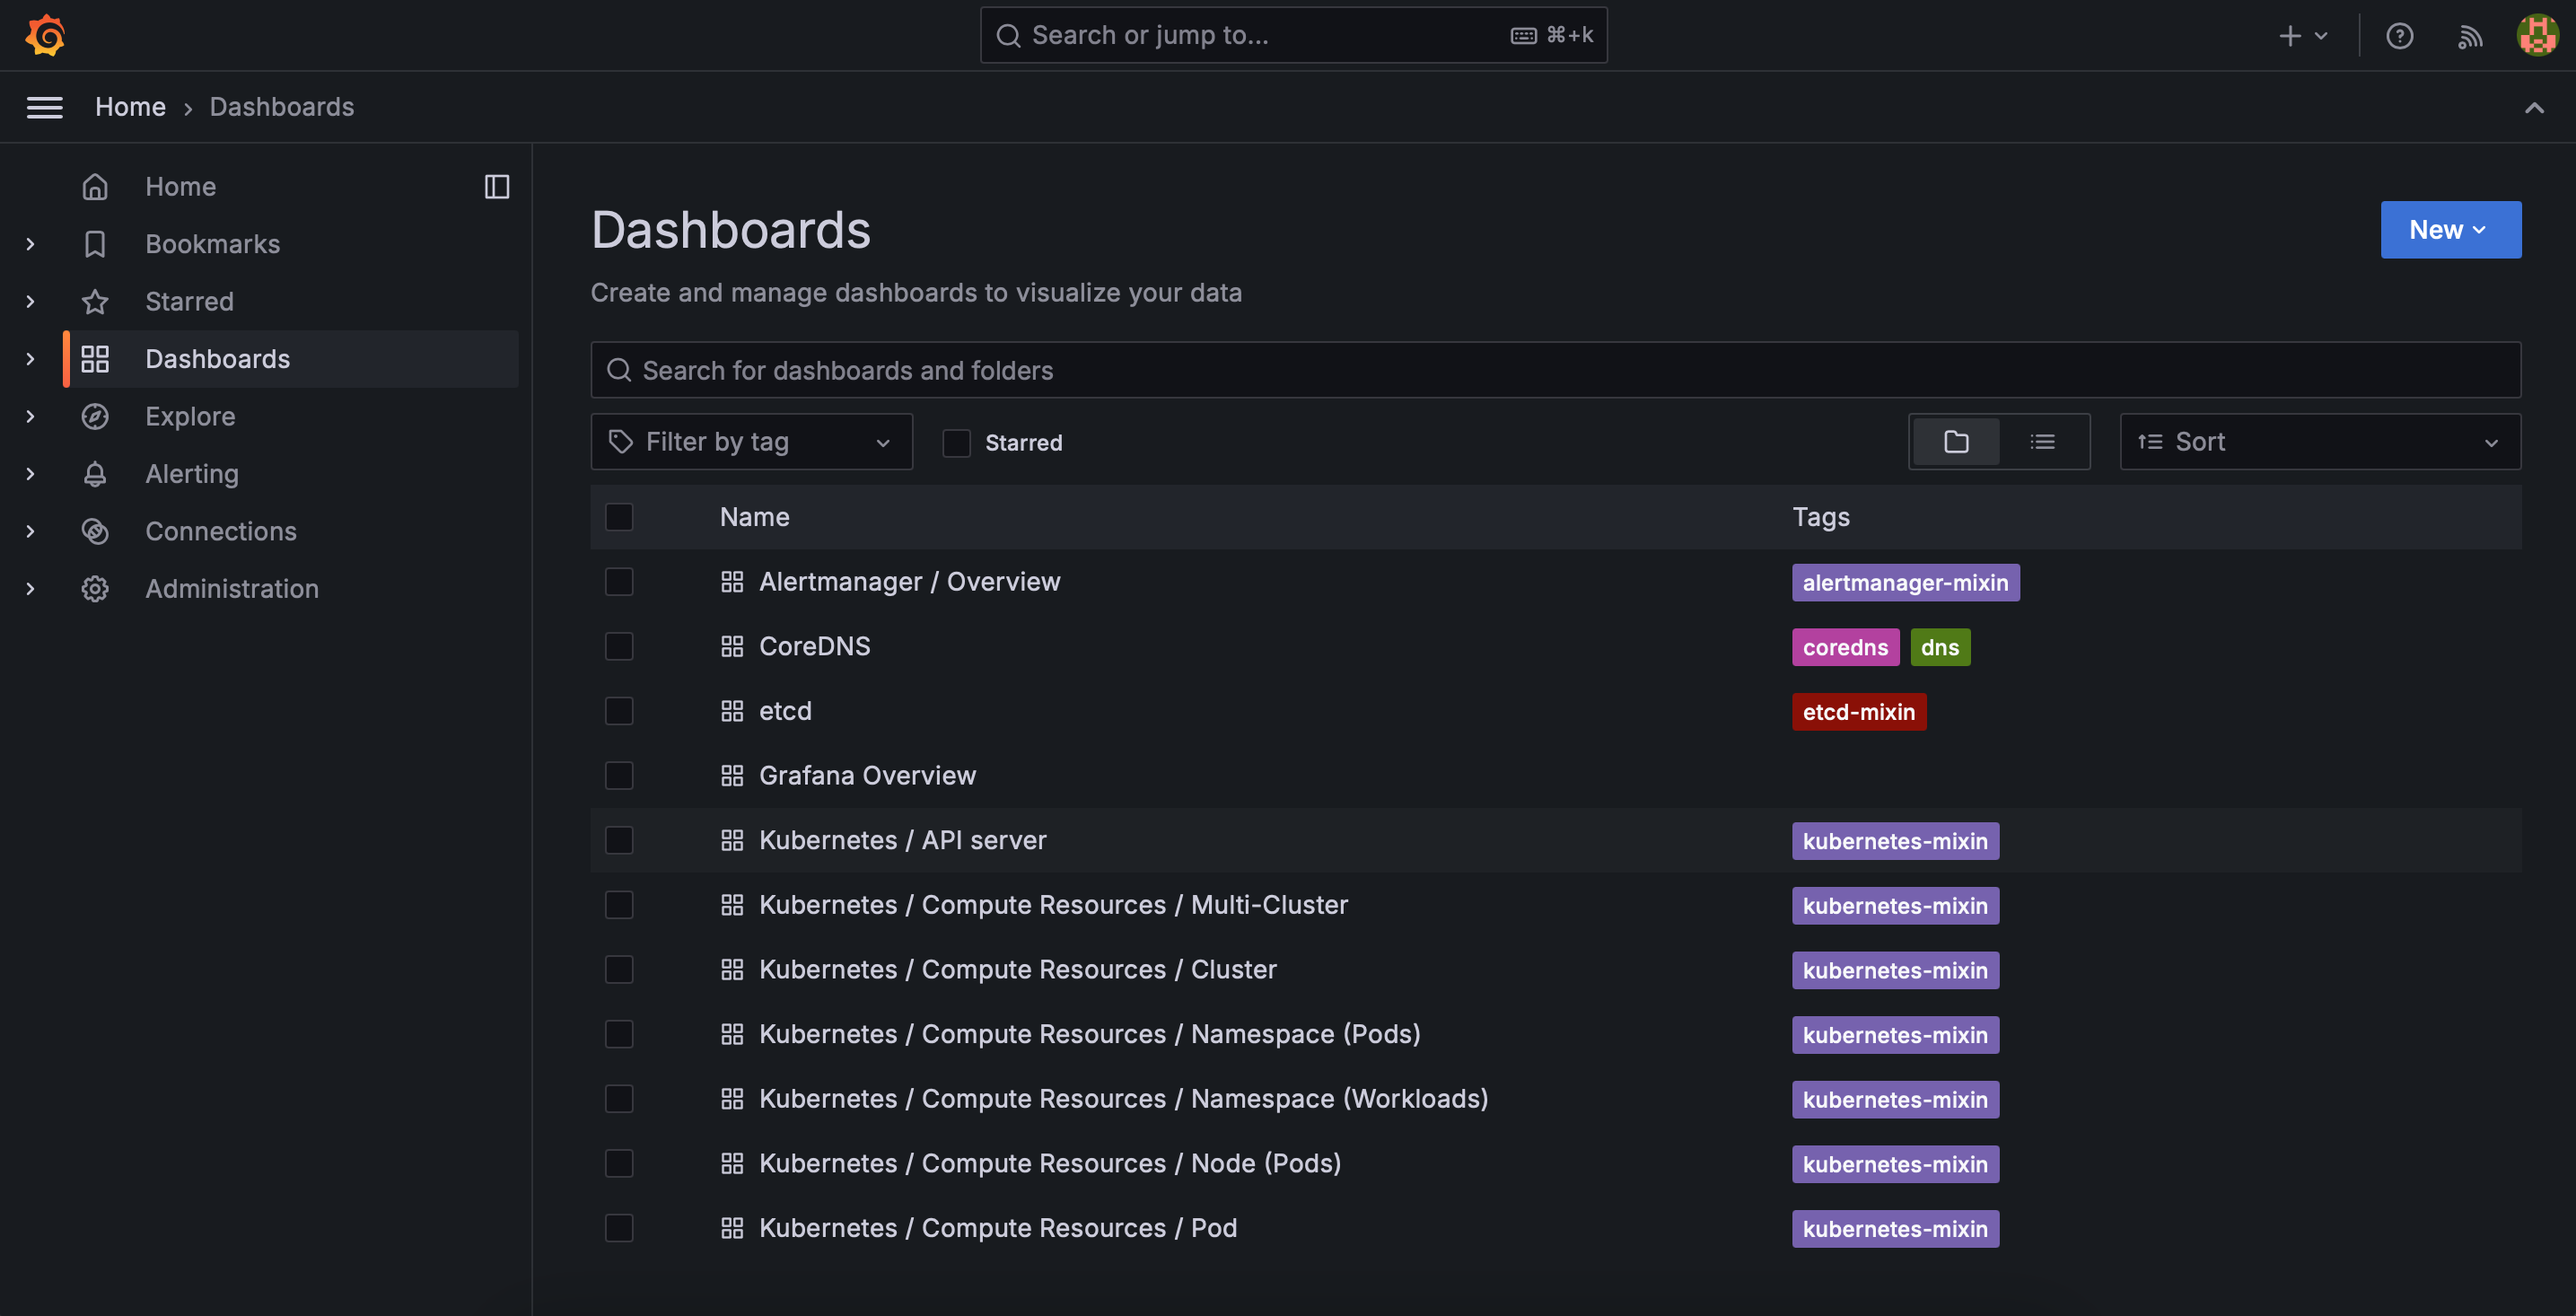 Search or jump to... ⌘+k
Home › Dashboards
Home
Bookmarks
Starred
Dashboards
Explore
Alerting
Connections
Administration
Dashboards
New
Create and manage dashboards to visualize your data
Search for dashboards and folders
Filter by tag Starred Sort
Name Tags
Alertmanager / Overview alertmanager-mixin
CoreDNS coredns dns
etcd etcd-mixin
Grafana Overview
Kubernetes / API server kubernetes-mixin
Kubernetes / Compute Resources / Multi-Cluster kubernetes-mixin
Kubernetes / Compute Resources / Cluster kubernetes-mixin
Kubernetes / Compute Resources / Namespace (Pods) kubernetes-mixin
Kubernetes / Compute Resources / Namespace (Workloads) kubernetes-mixin
Kubernetes / Compute Resources / Node (Pods) kubernetes-mixin
Kubernetes / Compute Resources / Pod kubernetes-mixin